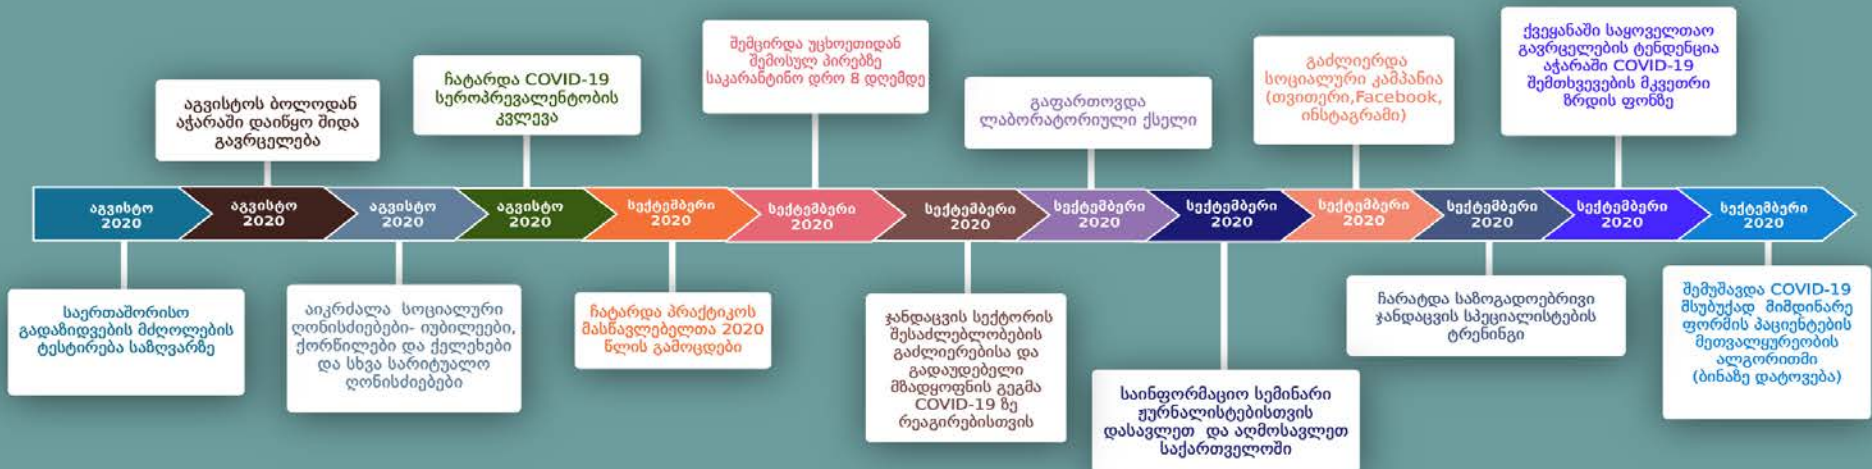 აგვისტო
2020
საერთაშორისო
გადაზიდვების მძღოლების
ტესტირება საზღვარზე
აგვისტოს ბოლოდან
აჭარაში დაიწყო შიდა
გავრცელება
აგვისტო
2020
აგვისტო
2020
აიკრძალა სოციალური
ღონისძიებები- იუბილეები,
ქორწილები და ქელეხები
და სხვა სარიტუალო
ღონისძიებები
ჩატარდა COVID-19
სეროპრევალენტობის
კვლევა
აგვისტო
2020
სექტემბერი
2020
ჩატარდა პრაქტიკოს
მასწავლებელთა 2020
წლის გამოცდები
შემცირდა უცხოეთიდან
შემოსულ პირებზე
საკარანტინო დრო 8 დღემდე
სექტემბერი
2020
სექტემბერი
2020
ჯანდაცვის სექტორის
შესაძლებლობების
გაძლიერებისა და
გადაუდებელი
მზადყოფნის გეგმა
COVID-19 ზე
რეაგირებისთვის
გაფართოვდა
ლაბორატორიული ქსელი
სექტემბერი
2020
სექტემბერი
2020
საინფორმაციო სემინარი
ჟურნალისტებისთვის
დასავლეთ და აღმოსავლეთ
საქართველოში
გაძლიერდა
სოციალური კამპანია
(თვითერი,Facebook,
ინსტაგრამი)
სექტემბერი
2020
სექტემბერი
2020
ჩარატდა საზოგადოებრივი
ჯანდაცვის სპეციალისტების
ტრენინგი
ქვეყანაში საყოველთაო
გავრცელების ტენდენცია
აჭარაში COVID-19
შემთხვევების მკვეთრი
ზრდის ფონზე
სექტემბერი
2020
სექტემბერი
2020
შემუშავდა COVID-19
მსუბუქად მიმდინარე
ფორმის პაციენტების
მეთვალყურეობის
ალგორითმი
(ბინაზე დატოვება)